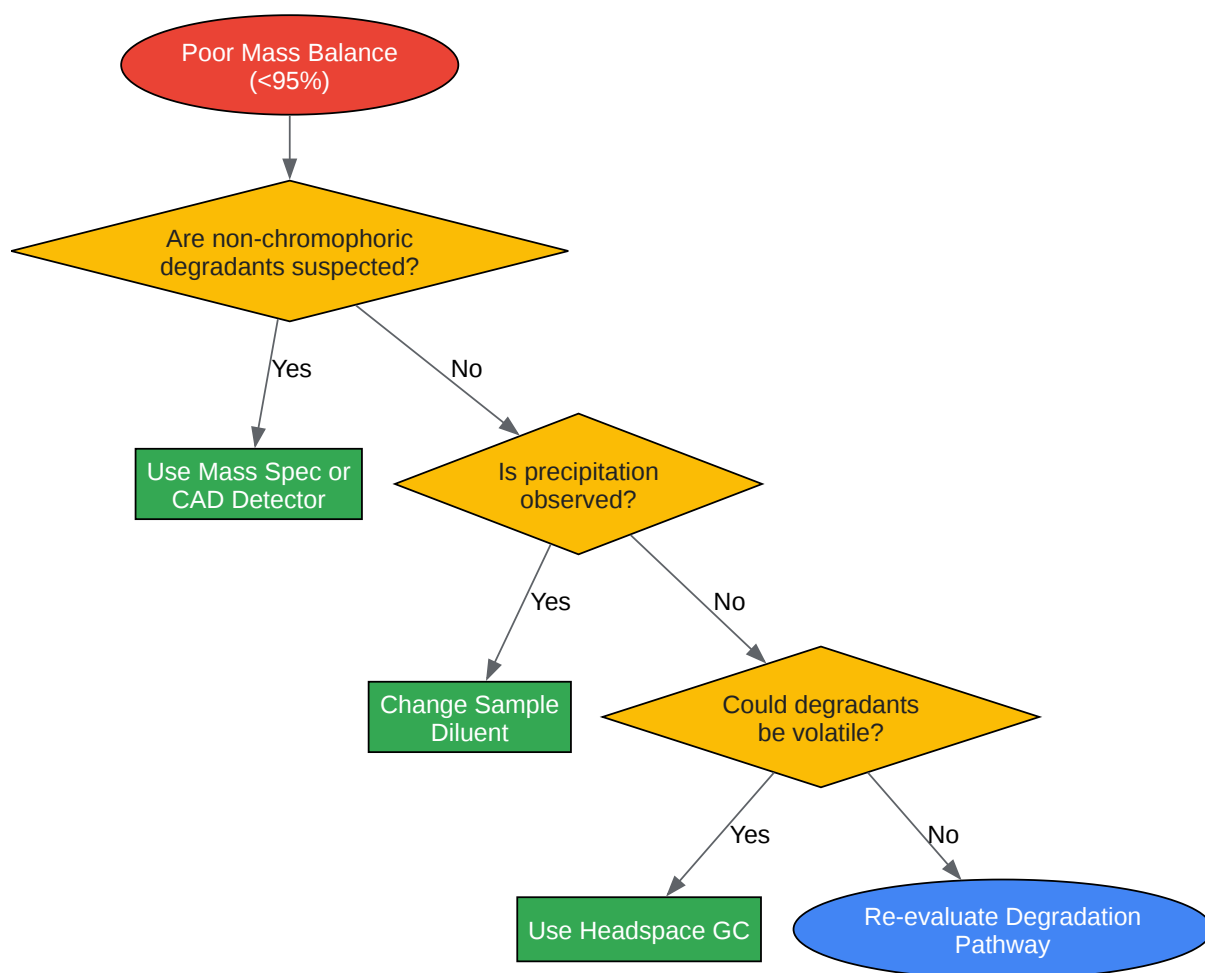 Poor Mass Balance
(<95%)
Are non-chromophoric
degradants suspected?
Yes
No
Use Mass Spec or
CAD Detector
Is precipitation
observed?
Yes
No
Change Sample
Diluent
Could degradants
be volatile?
Yes
No
Use Headspace GC
Re-evaluate Degradation
Pathway